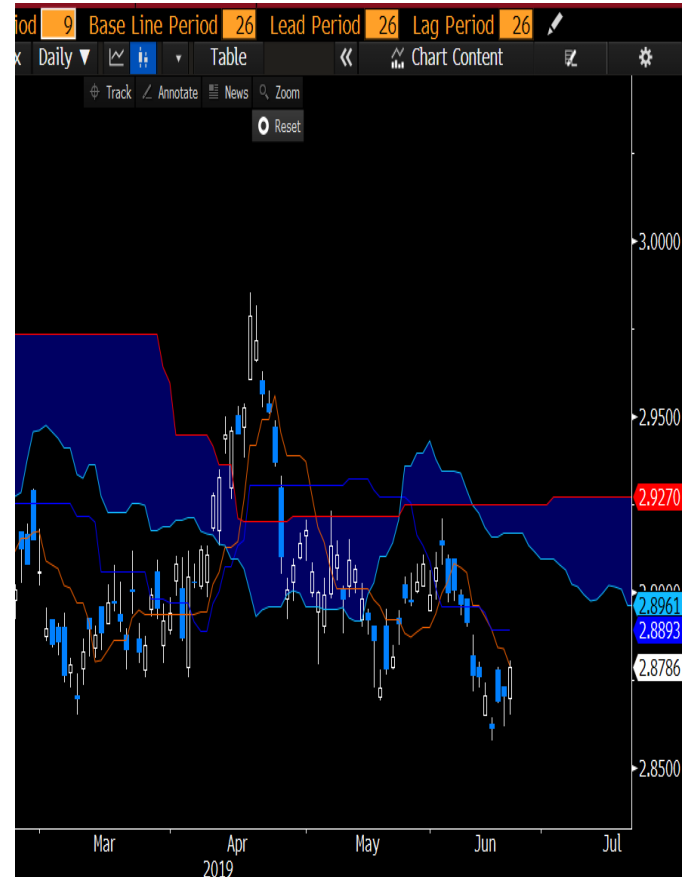 iod 9 Base Line Period 26 Lead Period 26 Lag Period 26
x Daily ▼ Table « Chart Content
Track Annotate News Zoom
Reset
3.0000
2.9500
2.9270
2.8961
2.8893
2.8786
2.8500
Mar Apr May Jun Jul
2019